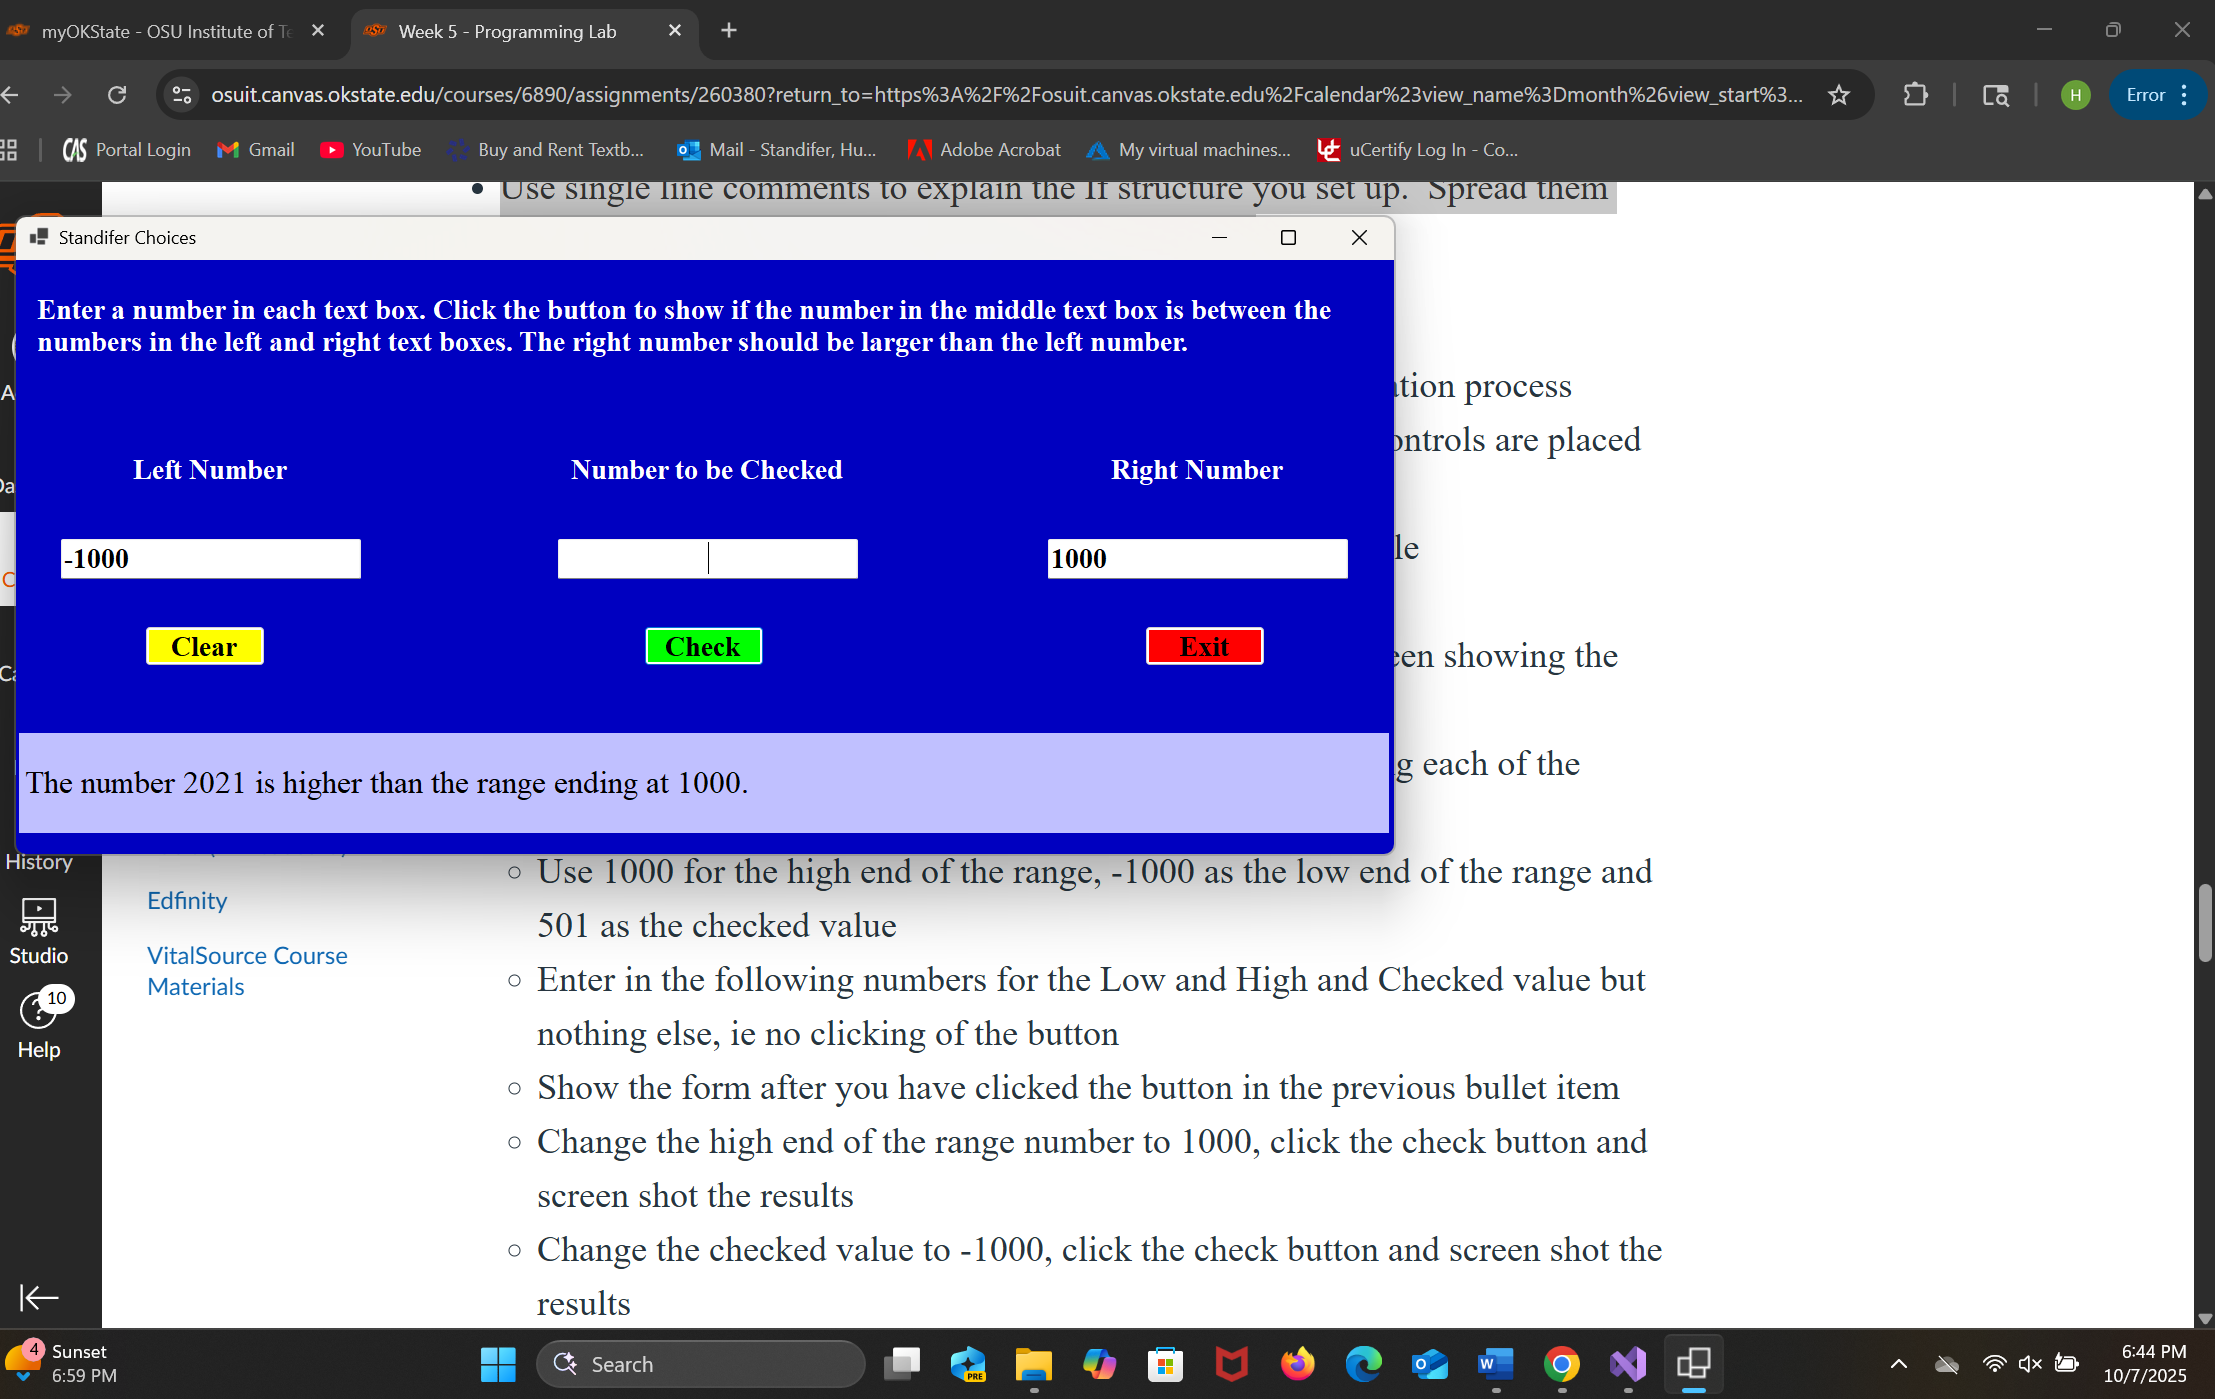 myOKState - OSU Institute of Te
Week 5 - Programming Lab
osuit.canvas.okstate.edu/courses/6890/assignments/260380?return_to=https%3A%2F%2Fosuit.canvas.okstate.edu%2Fcalendar%23view_name%3Dmonth%26view_start%3...
H
Error
CAS Portal Login
Gmail
YouTube
Buy and Rent Textb...
Mail - Standifer, Hu...
Adobe Acrobat
My virtual machines...
uCertify Log In - Co...
Use single line comments to explain the If structure you set up. Spread them
Standifer Choices
Enter a number in each text box. Click the button to show if the number in the middle text box is between the
numbers in the left and right text boxes. The right number should be larger than the left number.
ation process
ontrols are placed
Left Number
Number to be Checked
Right Number
-1000
1000
le
Clear
Check
Exit
een showing the
g each of the
The number 2021 is higher than the range ending at 1000.
History
Edfinity
VitalSource Course
Materials
Studio
10
Help
Use 1000 for the high end of the range, -1000 as the low end of the range and
501 as the checked value
Enter in the following numbers for the Low and High and Checked value but
nothing else, ie no clicking of the button
Show the form after you have clicked the button in the previous bullet item
Change the high end of the range number to 1000, click the check button and
screen shot the results
Change the checked value to -1000, click the check button and screen shot the
results
4
Sunset
6:59 PM
Search
PRE
6:44 PM
10/7/2025